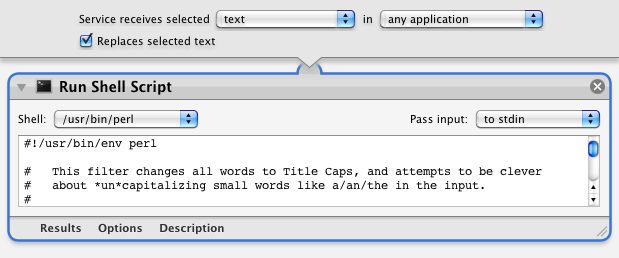 Service receives selected text in any application
Replaces selected text
Run Shell Script
Shell: /usr/bin/perl Pass input: to stdin
#!/usr/bin/env perl
#   This filter changes all words to Title Caps, and attempts to be clever
#   about *un*capitalizing small words like a/an/the in the input.
#
Results Options Description